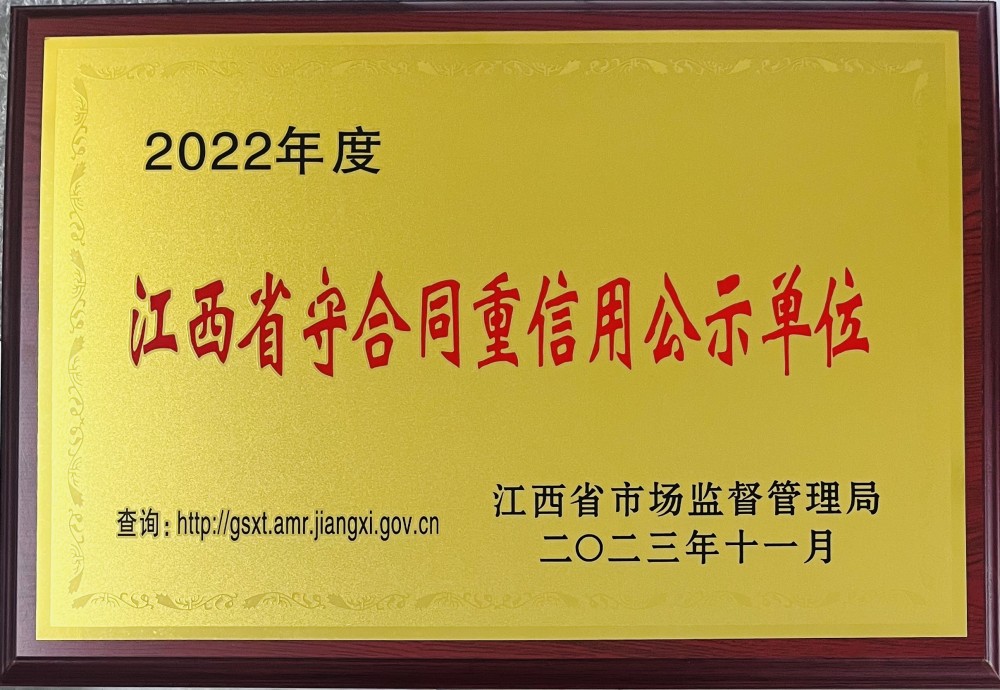 2022年度
江西省守合同重信用公示单位
查询：http://gsxt.amr.jiangxi.gov.cn
江西省市场监督管理局
二〇二三年十一月